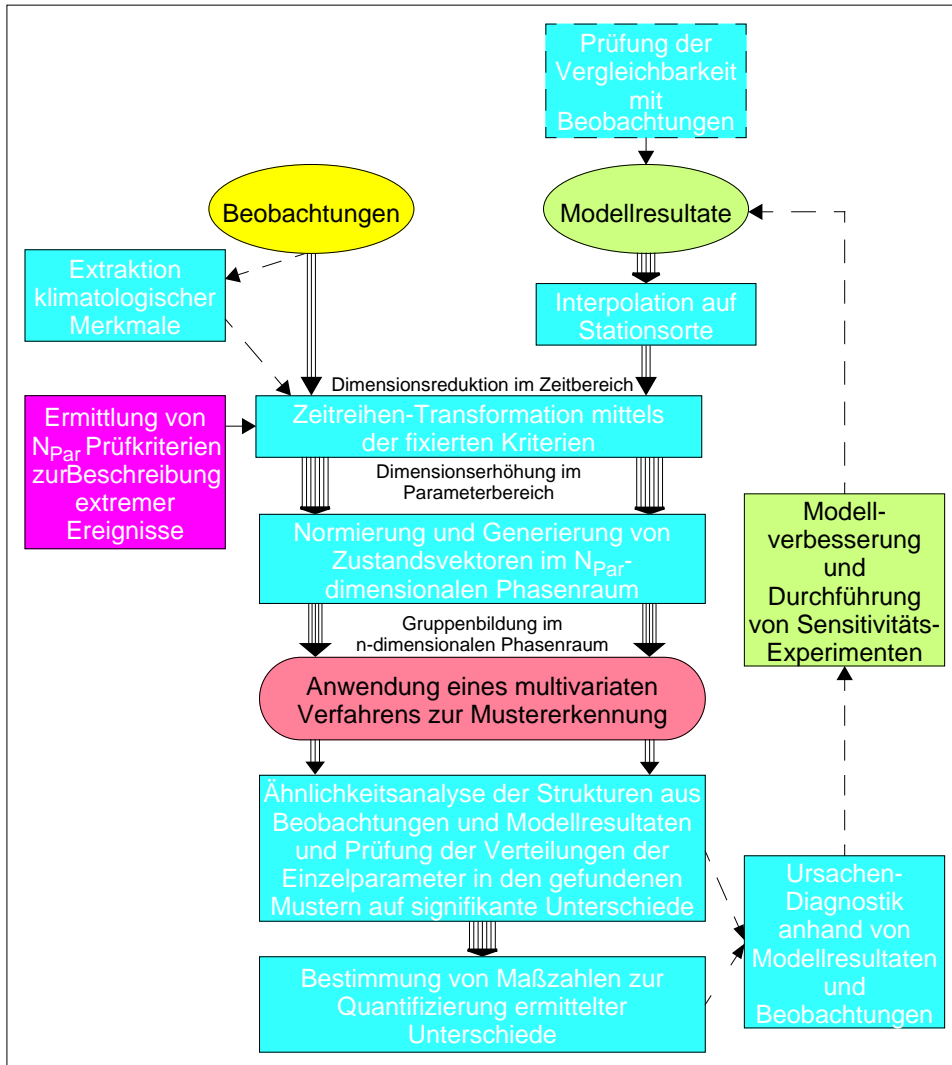 Prüfung der
Vergleichbarkeit
mit
Beobachtungen
Beobachtungen
Modellresultate
Extraktion
klimatologischer
Merkmale
Interpolation auf
Stationsorte
Dimensionsreduktion im Zeitbereich
Ermittlung von
N_Par Prüfkriterien
zurBeschreibung
extremer
Ereignisse
Zeitreihen-Transformation mittels
der fixierten Kriterien
Dimensionserhöhung im
Parameterbereich
Normierung und Generierung von
Zustandsvektoren im N_Par-
dimensionalen Phasenraum
Modell-
verbesserung
und
Durchführung
von Sensitivitäts-
Experimenten
Gruppenbildung im
n-dimensionalen Phasenraum
Anwendung eines multivariaten
Verfahrens zur Mustererkennung
Ähnlichkeitsanalyse der Strukturen aus
Beobachtungen und Modellresultaten
und Prüfung der Verteilungen der
Einzelparameter in den gefundenen
Mustern auf signifikante Unterschiede
Ursachen-
Diagnostik
anhand von
Modellresultaten
und
Beobachtungen
Bestimmung von Maßzahlen zur
Quantifizierung ermittelter
Unterschiede